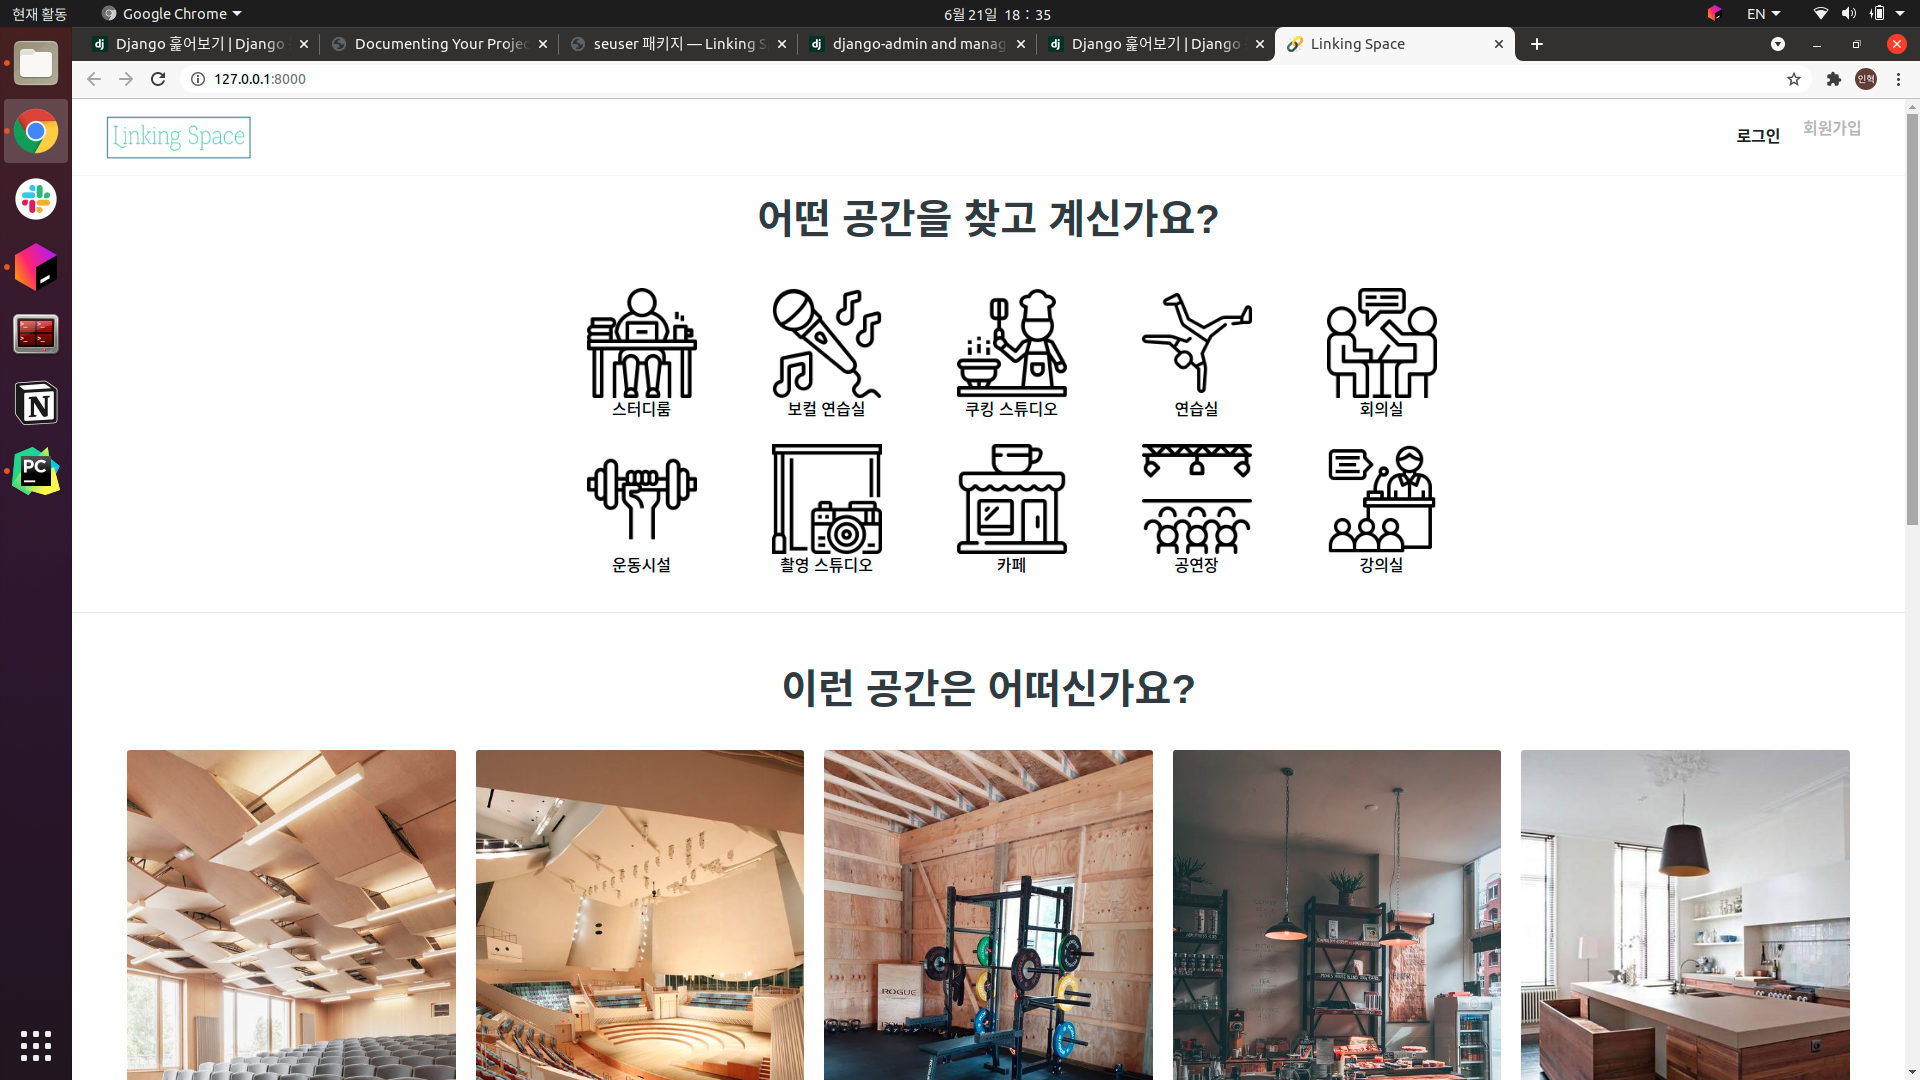 현재 활동
Google Chrome
6월 21일 18 : 35
EN
Django 훑어보기 | Django
Documenting Your Projec
seuser 패키지 — Linking S
django-admin and manag
Django 훑어보기 | Django
Linking Space
127.0.0.1:8000
인혁
Linking Space
로그인
회원가입
어떤 공간을 찾고 계신가요?
스터디룸
보컬 연습실
쿠킹 스튜디오
연습실
회의실
운동시설
촬영 스튜디오
카페
공연장
강의실
이런 공간은 어떠신가요?
ROGUE
N
PC